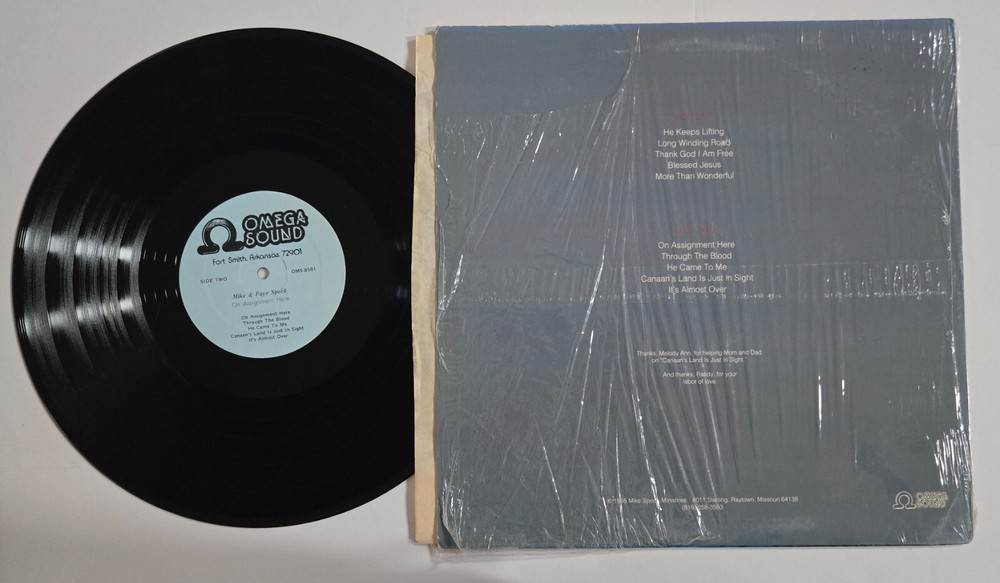 OMEGA
SOUND
Fort Smith, Arkansas 72901
SIDE TWO
OMS-8501
Mike & Faye Speck
On Assignment Here
On Assignment Here
Through The Blood
He Came To Me
Canaan's Land Is Just In Sight
It's Almost Over
He Keeps Lifting
Long Winding Road
Thank God I Am Free
Blessed Jesus
More Than Wonderful
On Assignment Here
Through The Blood
He Came To Me
Canaan's Land Is Just In Sight
It's Almost Over
Thanks, Melody Ann, for helping Mom and Dad
on "Canaan's Land Is Just In Sight."
And thanks, Randy, for your
labor of love.
Mike Speck Ministries Sterling, Raytown, Missouri 64138
OMEGA
SOUND